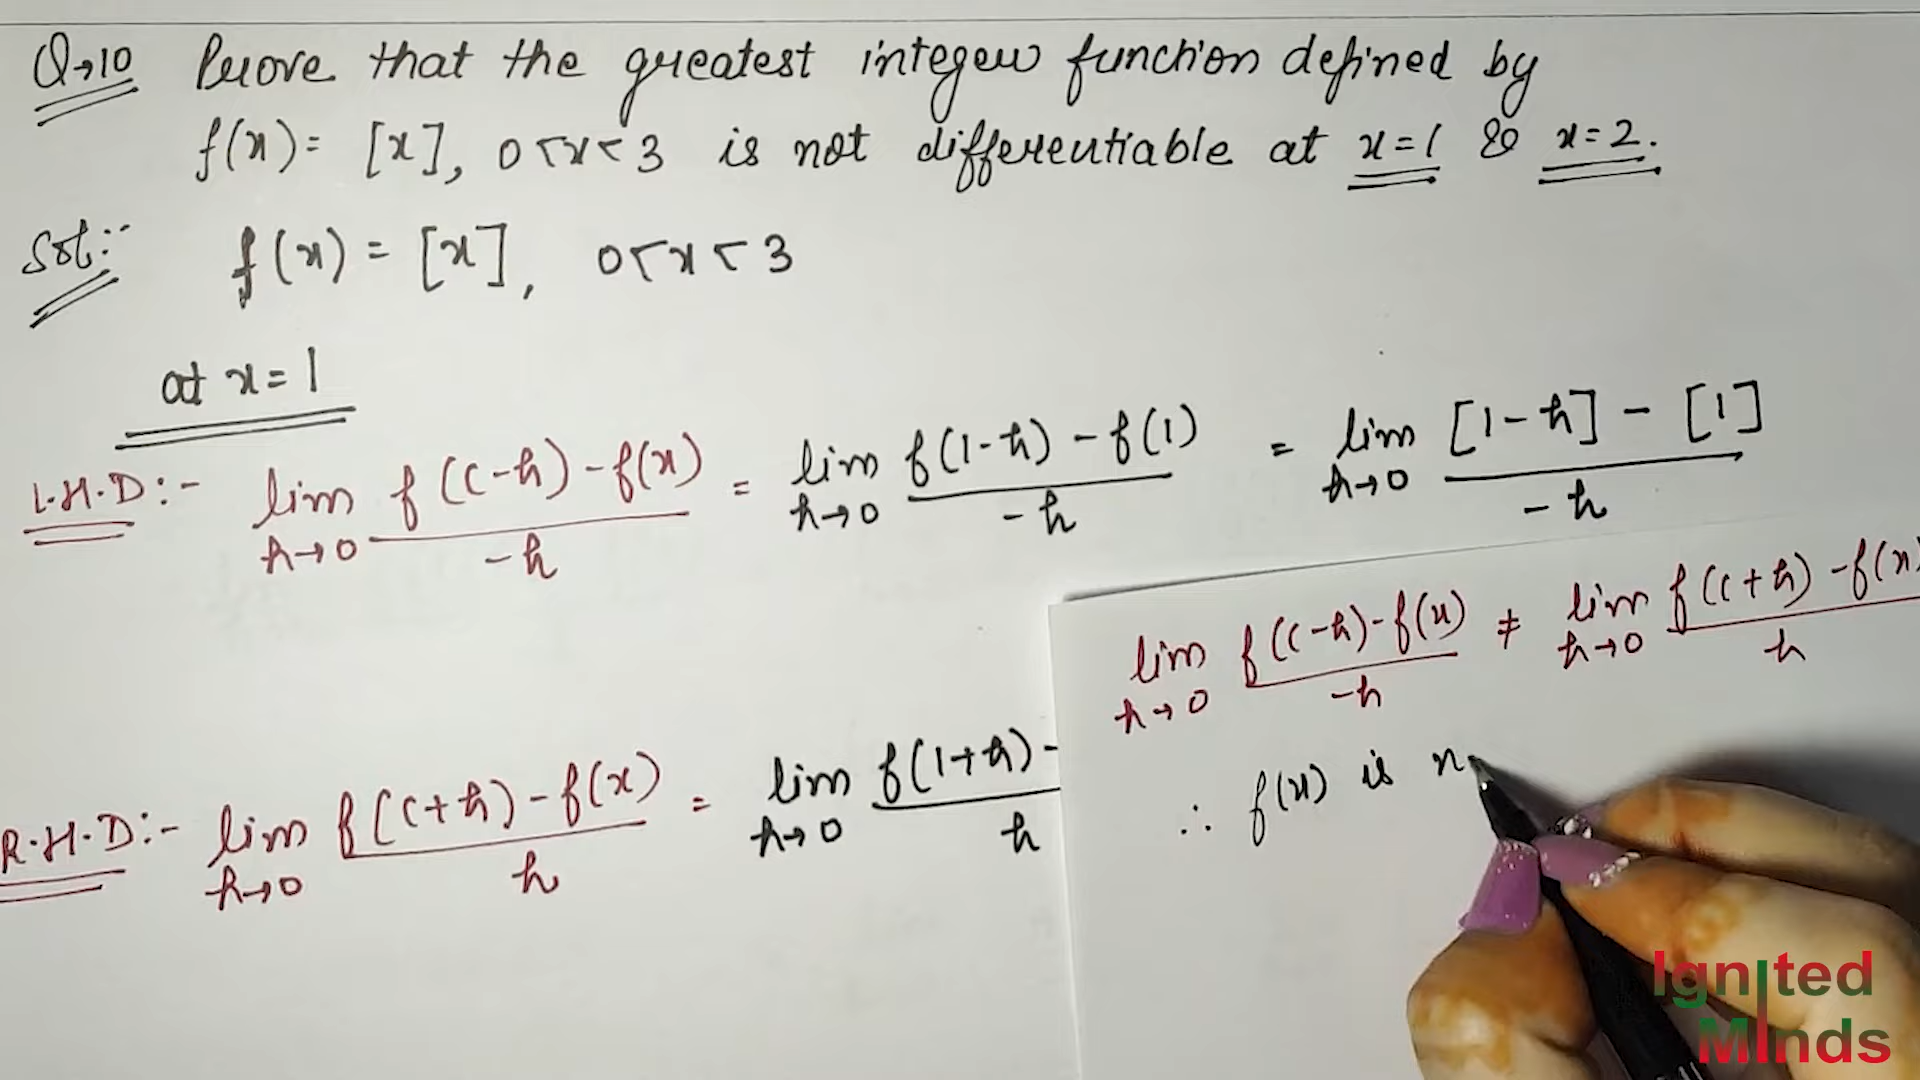 Q→10 Prove that the greatest integer function defined by
f(x) = [x], 0<x<3 is not differentiable at x=1 & x=2.
Sol:- f(x) = [x], 0<x<3
at x=1
L.H.D:- lim h→0 f(c-h)-f(x) / -h = lim h→0 f(1-h)-f(1) / -h = lim h→0 [1-h] - [1] / -h
lim h→0 f(c-h)-f(x) / -h ≠ lim h→0 f(c+h)-f(x) / h
∴ f(x) is n
R.H.D:- lim h→0 f(c+h)-f(x) / h = lim h→0 f(1+h)- / h
Ignited
Minds